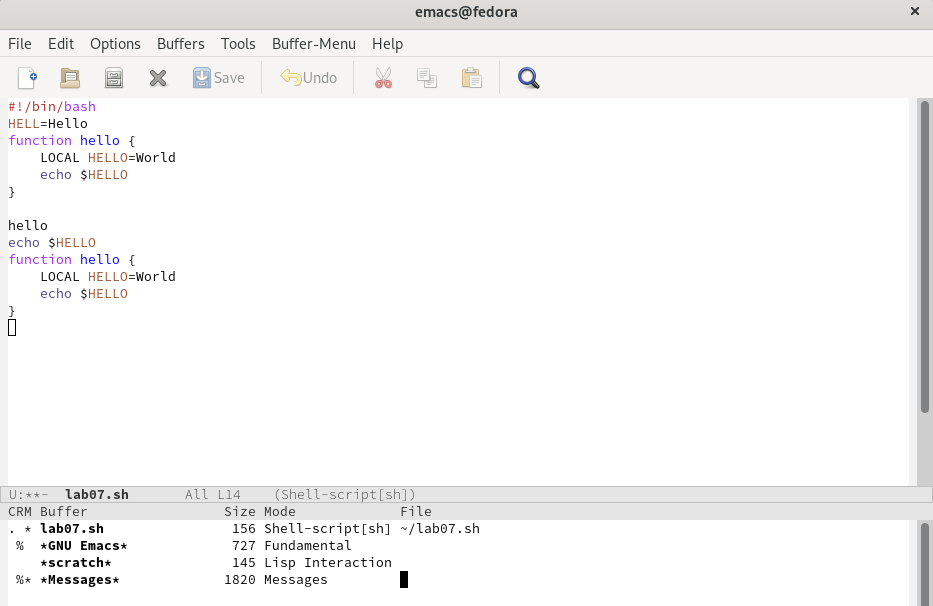 emacs@fedora ×
File Edit Options Buffers Tools Buffer-Menu Help
Save Undo
#!/bin/bash
HELL=Hello
function hello {
    LOCAL HELLO=World
    echo $HELLO
}
hello
echo $HELLO
function hello {
    LOCAL HELLO=World
    echo $HELLO
}
U:**-  lab07.sh       All L14    (Shell-script[sh])
CRM Buffer                 Size Mode             File
. * lab07.sh                156 Shell-script[sh] ~/lab07.sh
 %  *GNU Emacs*             727 Fundamental
    *scratch*               145 Lisp Interaction
 %* *Messages*             1820 Messages